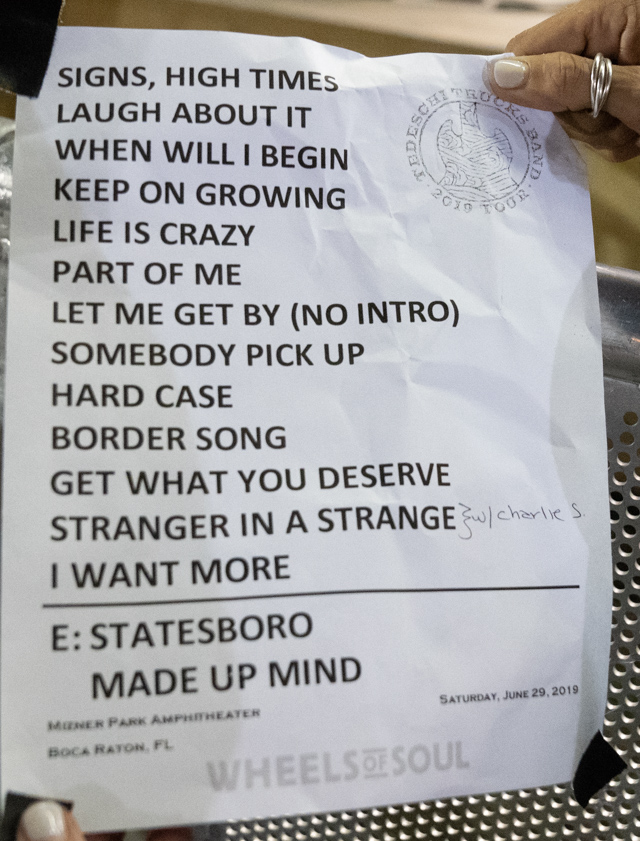 SIGNS, HIGH TIMES
LAUGH ABOUT IT
WHEN WILL I BEGIN
KEEP ON GROWING
LIFE IS CRAZY
PART OF ME
LET ME GET BY (NO INTRO)
SOMEBODY PICK UP
HARD CASE
BORDER SONG
GET WHAT YOU DESERVE
STRANGER IN A STRANGE } w/ charlie S.
I WANT MORE
E: STATESBORO
MADE UP MIND
SATURDAY, JUNE 29, 2019
MIZNER PARK AMPHITHEATER
BOCA RATON, FL
WHEELS OF SOUL
TEDESCHI TRUCKS BAND
· 2019 TOUR ·